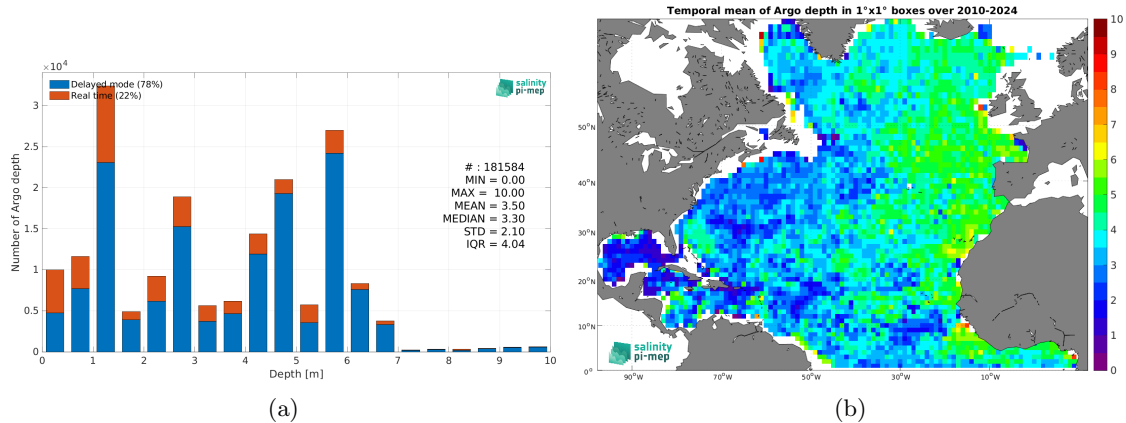 ×10⁴
Delayed mode (78%)
Real time (22%)
salinity
pi-mep
# : 181584
MIN = 0.00
MAX = 10.00
MEAN = 3.50
MEDIAN = 3.30
STD = 2.10
IQR = 4.04
Number of Argo depth
3
2.5
2
1.5
1
0.5
0
0 1 2 3 4 5 6 7 8 9 10
Depth [m]
(a)
Temporal mean of Argo depth in 1°x1° boxes over 2010-2024
50°N
40°N
30°N
20°N
10°N
0°
90°W 70°W 50°W 30°W 10°W
salinity
pi-mep
10
9
8
7
6
5
4
3
2
1
0
(b)